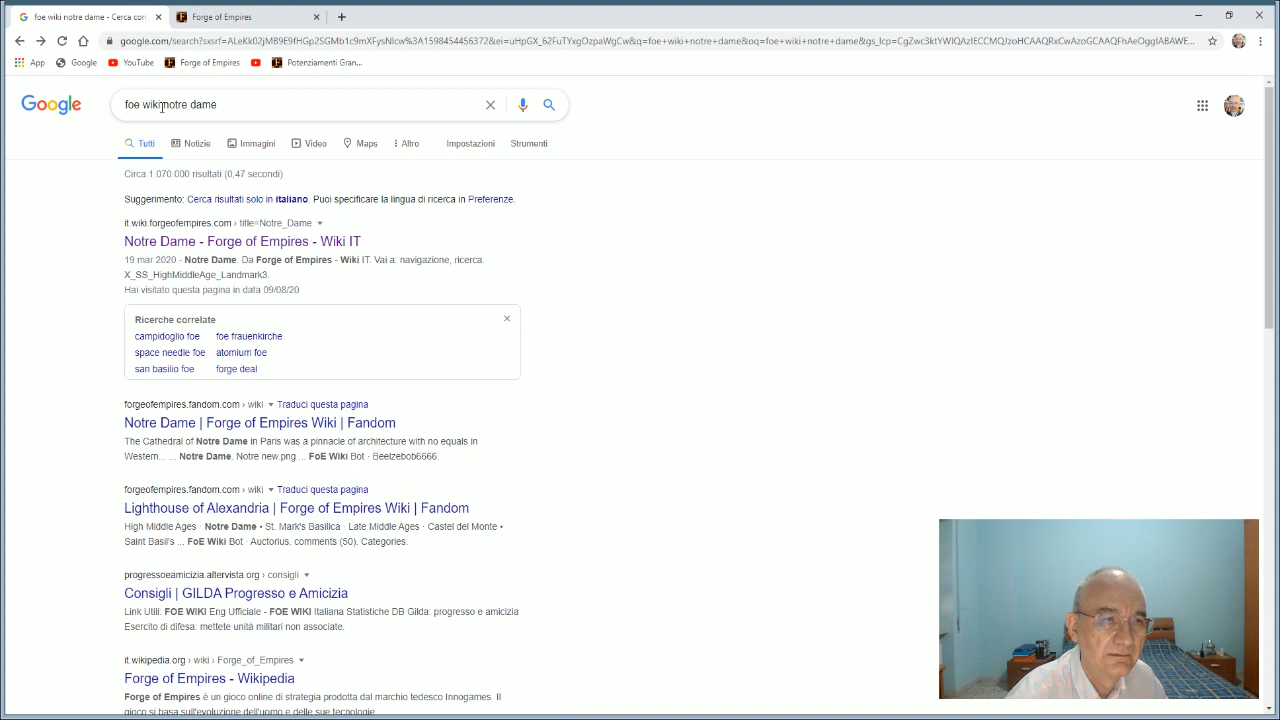 foe wiki notre dame - Cerca con
Forge of Empires
google.com/search?sxsrf=ALeKk02jMB9E9fHGp2SGMb1c9mXFysNlcw%3A1598454456372&ei=uHpGX_62FuTYxgOzpaWgCw&q=foe+wiki+notre+dame&oq=foe+wiki+notre+dame&gs_lcp=CgZwc3ktYWIQAzIECCMQJzoHCAAQRxCwAzoGCAAQFhAeOggIABAWE...
App Google YouTube Forge of Empires Potenziamenti Gran...
Google
foe wiki notre dame
Tutti Notizie Immagini Video Maps Altro Impostazioni Strumenti
Circa 1.070.000 risultati (0,47 secondi)
Suggerimento: Cerca risultati solo in italiano. Puoi specificare la lingua di ricerca in Preferenze.
it.wiki.forgeofempires.com › title=Notre_Dame
Notre Dame - Forge of Empires - Wiki IT
19 mar 2020 - Notre Dame. Da Forge of Empires - Wiki IT. Vai a: navigazione, ricerca.
X_SS_HighMiddleAge_Landmark3.
Hai visitato questa pagina in data 09/08/20
Ricerche correlate
campidoglio foe foe frauenkirche
space needle foe atomium foe
san basilio foe forge deal
forgeofempires.fandom.com › wiki Traduci questa pagina
Notre Dame | Forge of Empires Wiki | Fandom
The Cathedral of Notre Dame in Paris was a pinnacle of architecture with no equals in
Western... ... Notre Dame. Notre new.png ... FoE Wiki Bot · Beelzebob6666.
forgeofempires.fandom.com › wiki Traduci questa pagina
Lighthouse of Alexandria | Forge of Empires Wiki | Fandom
High Middle Ages · Notre Dame • St. Mark's Basilica · Late Middle Ages · Castel del Monte •
Saint Basil's ... FoE Wiki Bot · Auctorius. comments (50). Categories.
progressoeamicizia.altervista.org › consigli
Consigli | GILDA Progresso e Amicizia
Link Utili: FOE WIKI Eng Ufficiale - FOE WIKI Italiana Statistiche DB Gilda: progresso e amicizia
Esercito di difesa: mettete unità militari non associate.
it.wikipedia.org › wiki › Forge_of_Empires
Forge of Empires - Wikipedia
Forge of Empires è un gioco online di strategia prodotta dal marchio tedesco Innogames. Il
gioco si basa sull'evoluzione dell'uomo e delle sue tecnologie